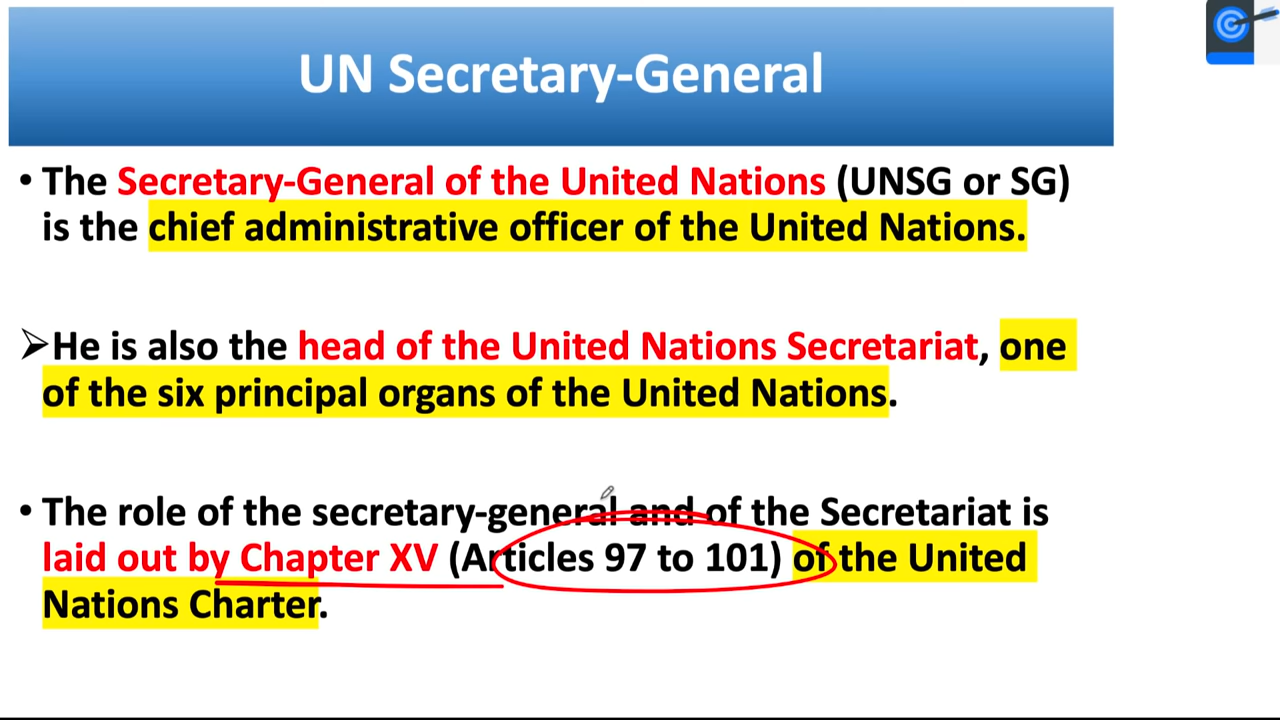 UN Secretary-General
• The Secretary-General of the United Nations (UNSG or SG)
is the chief administrative officer of the United Nations.
➢He is also the head of the United Nations Secretariat, one
of the six principal organs of the United Nations.
• The role of the secretary-general and of the Secretariat is
laid out by Chapter XV (Articles 97 to 101) of the United
Nations Charter.